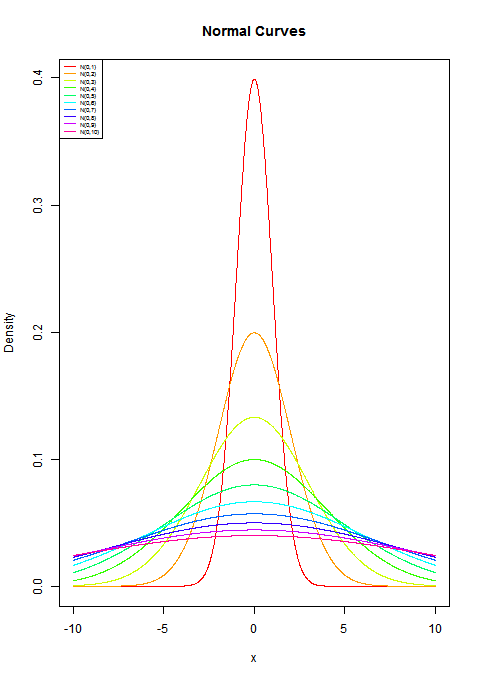 Normal Curves
N(0,1)
N(0,2)
N(0,3)
N(0,4)
N(0,5)
N(0,6)
N(0,7)
N(0,8)
N(0,9)
N(0,10)
Density
0.4
0.3
0.2
0.1
0.0
-10 -5 0 5 10
x